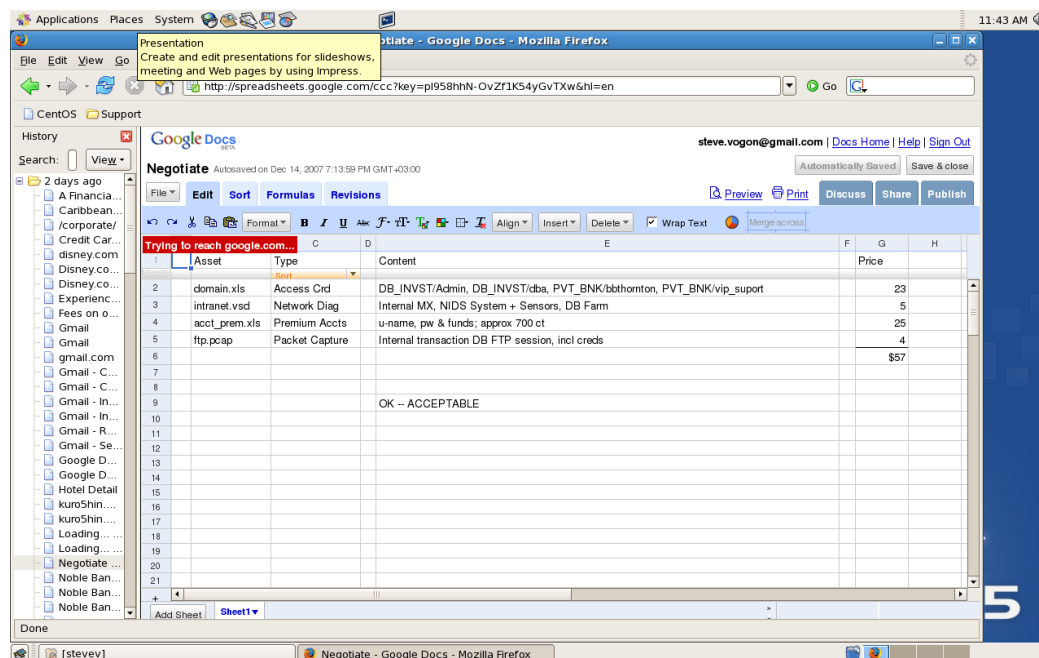 Applications Places System
11:43 AM
Presentation
Create and edit presentations for slideshows,
meeting and Web pages by using Impress.
otiate - Google Docs - Mozilla Firefox
File Edit View Go
http://spreadsheets.google.com/ccc?key=pI958hhN-OvZf1K54yGvTXw&hl=en
Go
G
CentOS Support
History
Search: View
2 days ago
A Financia...
Caribbean...
/corporate/
Credit Car...
disney.com
Disney.co...
Disney.co...
Experienc...
Fees on o...
Gmail
Gmail
gmail.com
Gmail - C...
Gmail - C...
Gmail - In...
Gmail - In...
Gmail - R...
Gmail - Se...
Google D...
Google D...
Hotel Detail
kuro5hin....
kuro5hin....
Loading... ...
Loading... ...
Negotiate ...
Noble Ban...
Noble Ban...
Noble Ban...
Google Docs
BETA
steve.vogon@gmail.com | Docs Home | Help | Sign Out
Negotiate Autosaved on Dec 14, 2007 7:13:59 PM GMT+03:00
Automatically Saved Save & close
File Edit Sort Formulas Revisions
Preview Print Discuss Share Publish
Format B I U Abc F T T T Align Insert Delete Wrap Text Merge across
Trying to reach google.com... C D E F G H
1 Asset Type Content Price
Sort
2 domain.xls Access Crd DB_INVST/Admin, DB_INVST/dba, PVT_BNK/bbthornton, PVT_BNK/vip_suport 23
3 intranet.vsd Network Diag Internal MX, NIDS System + Sensors, DB Farm 5
4 acct_prem.xls Premium Accts u-name, pw & funds; approx 700 ct 25
5 ftp.pcap Packet Capture Internal transaction DB FTP session, incl creds 4
6 $57
7
8
9 OK -- ACCEPTABLE
10
11
12
13
14
15
16
17
18
19
20
21
Add Sheet Sheet1
Done
5
[stevev]
Negotiate - Google Docs - Mozilla Firefox